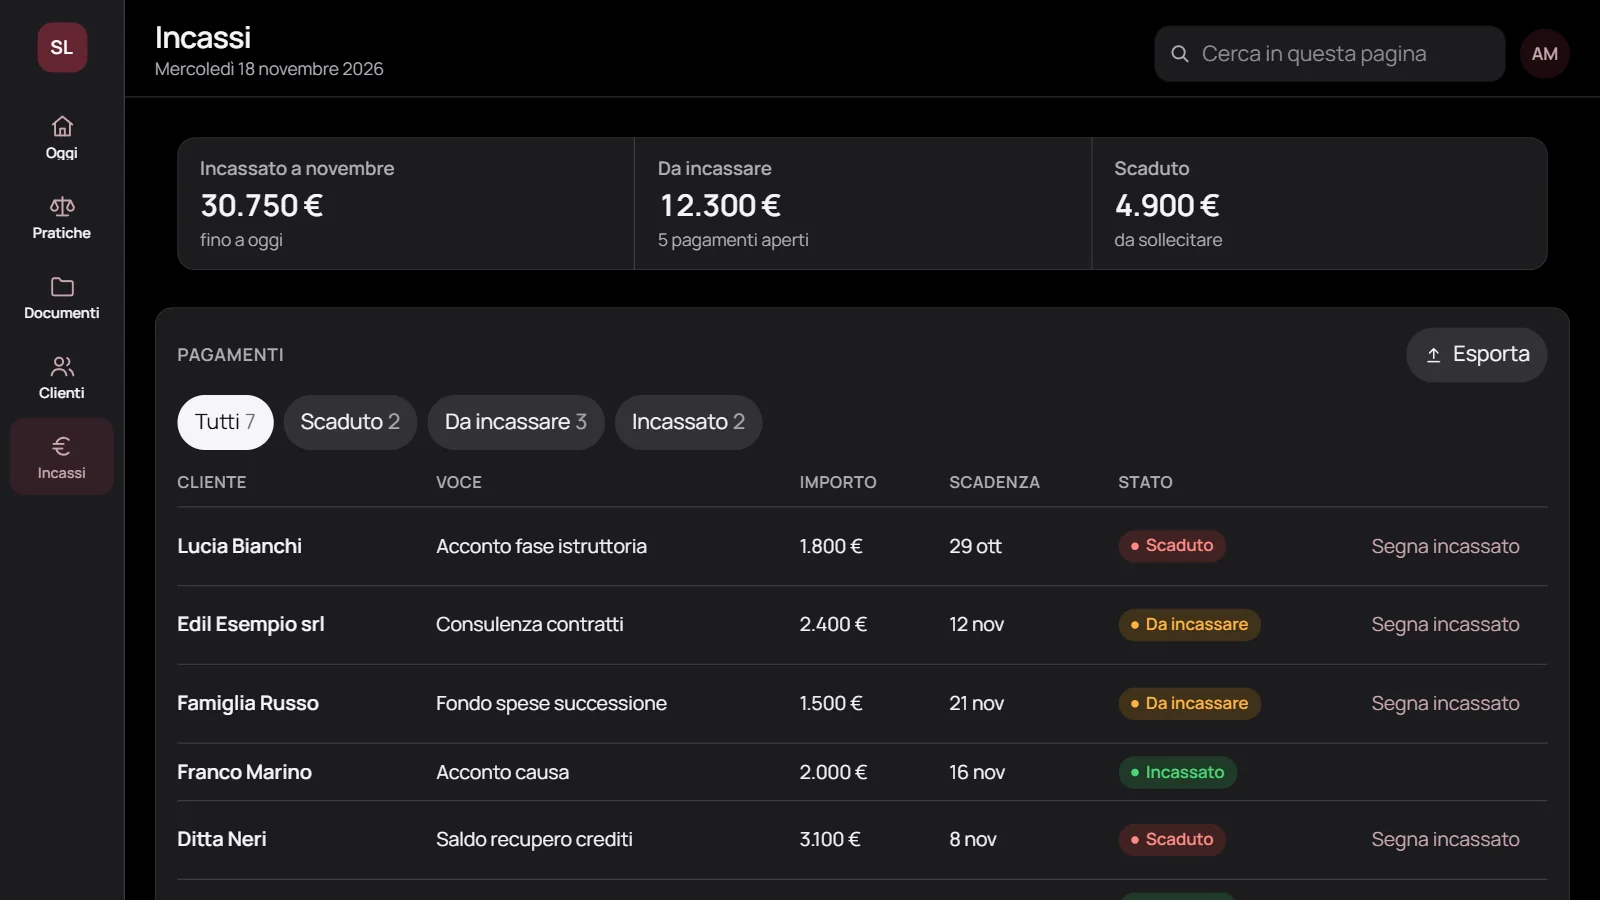 SL
Oggi
Pratiche
Documenti
Clienti
€
Incassi
Incassi
Mercoledì 18 novembre 2026
Cerca in questa pagina
AM
Incassato a novembre
30.750 €
fino a oggi
Da incassare
12.300 €
5 pagamenti aperti
Scaduto
4.900 €
da sollecitare
PAGAMENTI
Esporta
Tutti 7
Scaduto 2
Da incassare 3
Incassato 2
CLIENTE VOCE IMPORTO SCADENZA STATO
Lucia Bianchi Acconto fase istruttoria 1.800 € 29 ott Scaduto Segna incassato
Edil Esempio srl Consulenza contratti 2.400 € 12 nov Da incassare Segna incassato
Famiglia Russo Fondo spese successione 1.500 € 21 nov Da incassare Segna incassato
Franco Marino Acconto causa 2.000 € 16 nov Incassato
Ditta Neri Saldo recupero crediti 3.100 € 8 nov Scaduto Segna incassato